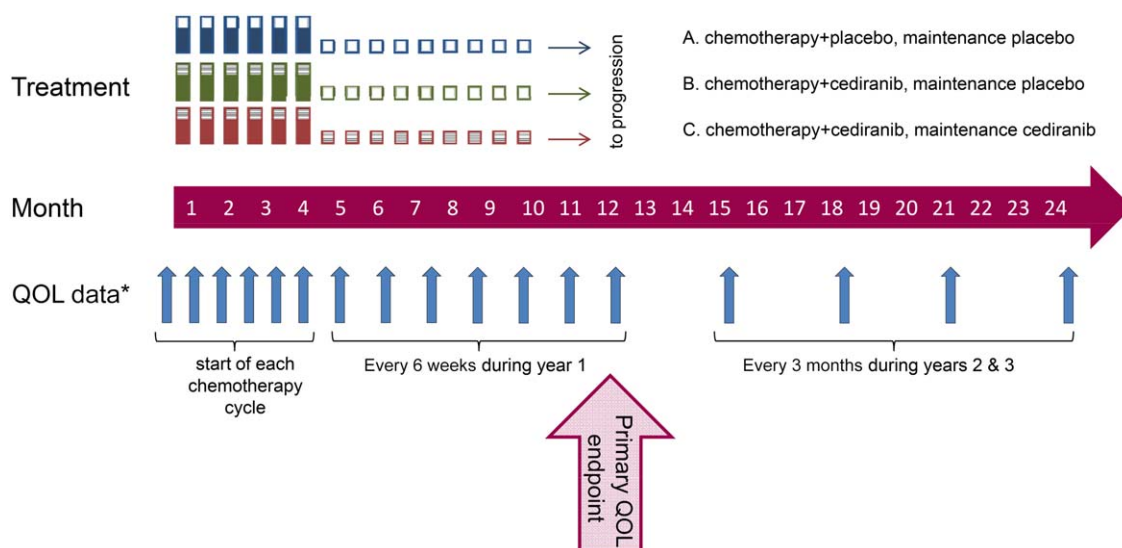 Treatment
to progression
A. chemotherapy+placebo, maintenance placebo
B. chemotherapy+cediranib, maintenance placebo
C. chemotherapy+cediranib, maintenance cediranib
Month
1 2 3 4 5 6 7 8 9 10 11 12 13 14 15 16 17 18 19 20 21 22 23 24
QOL data*
start of each
chemotherapy
cycle
Every 6 weeks during year 1
Every 3 months during years 2 & 3
Primary QOL
endpoint